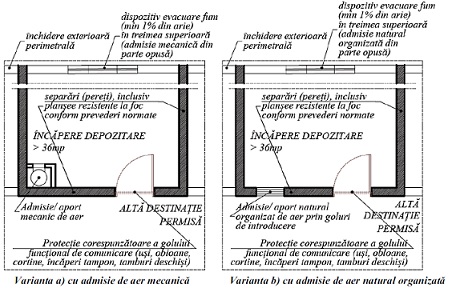 dispozitiv evacuare fum
(min 1% din arie)
în treimea superioară
(admisie mecanică din
parte opusă)
închidere exterioară
perimetrală
separări (pereți), inclusiv
planșee rezistente la foc
conform prevederi normate
ÎNCĂPERE DEPOZITARE
> 36mp
Admisie/ aport
mecanic de aer
ALTĂ DESTINAȚIE
PERMISĂ
Protecție corespunzătoare a golului
funcțional de comunicare (uși, obloane,
cortine, încăperi tampon, tamburi deschiși)
Varianta a) cu admisie de aer mecanică
dispozitiv evacuare fum
(min 1% din arie)
în treimea superioară
(admise natural
organizată din
parte opusă)
închidere exterioară
perimetrală
separări (pereți), inclusiv
planșee rezistente la foc
conform prevederi normate
ÎNCĂPERE DEPOZITARE
> 36mp
Admisie/ aport natural
organizat de aer prin goluri
de introducere
ALTĂ
DESTINAȚIE
PERMISĂ
Protecție corespunzătoare a golului
funcțional de comunicare (uși, obloane,
cortine, încăperi tampon, tamburi deschiși)
Varianta b) cu admisie de aer natural organizată